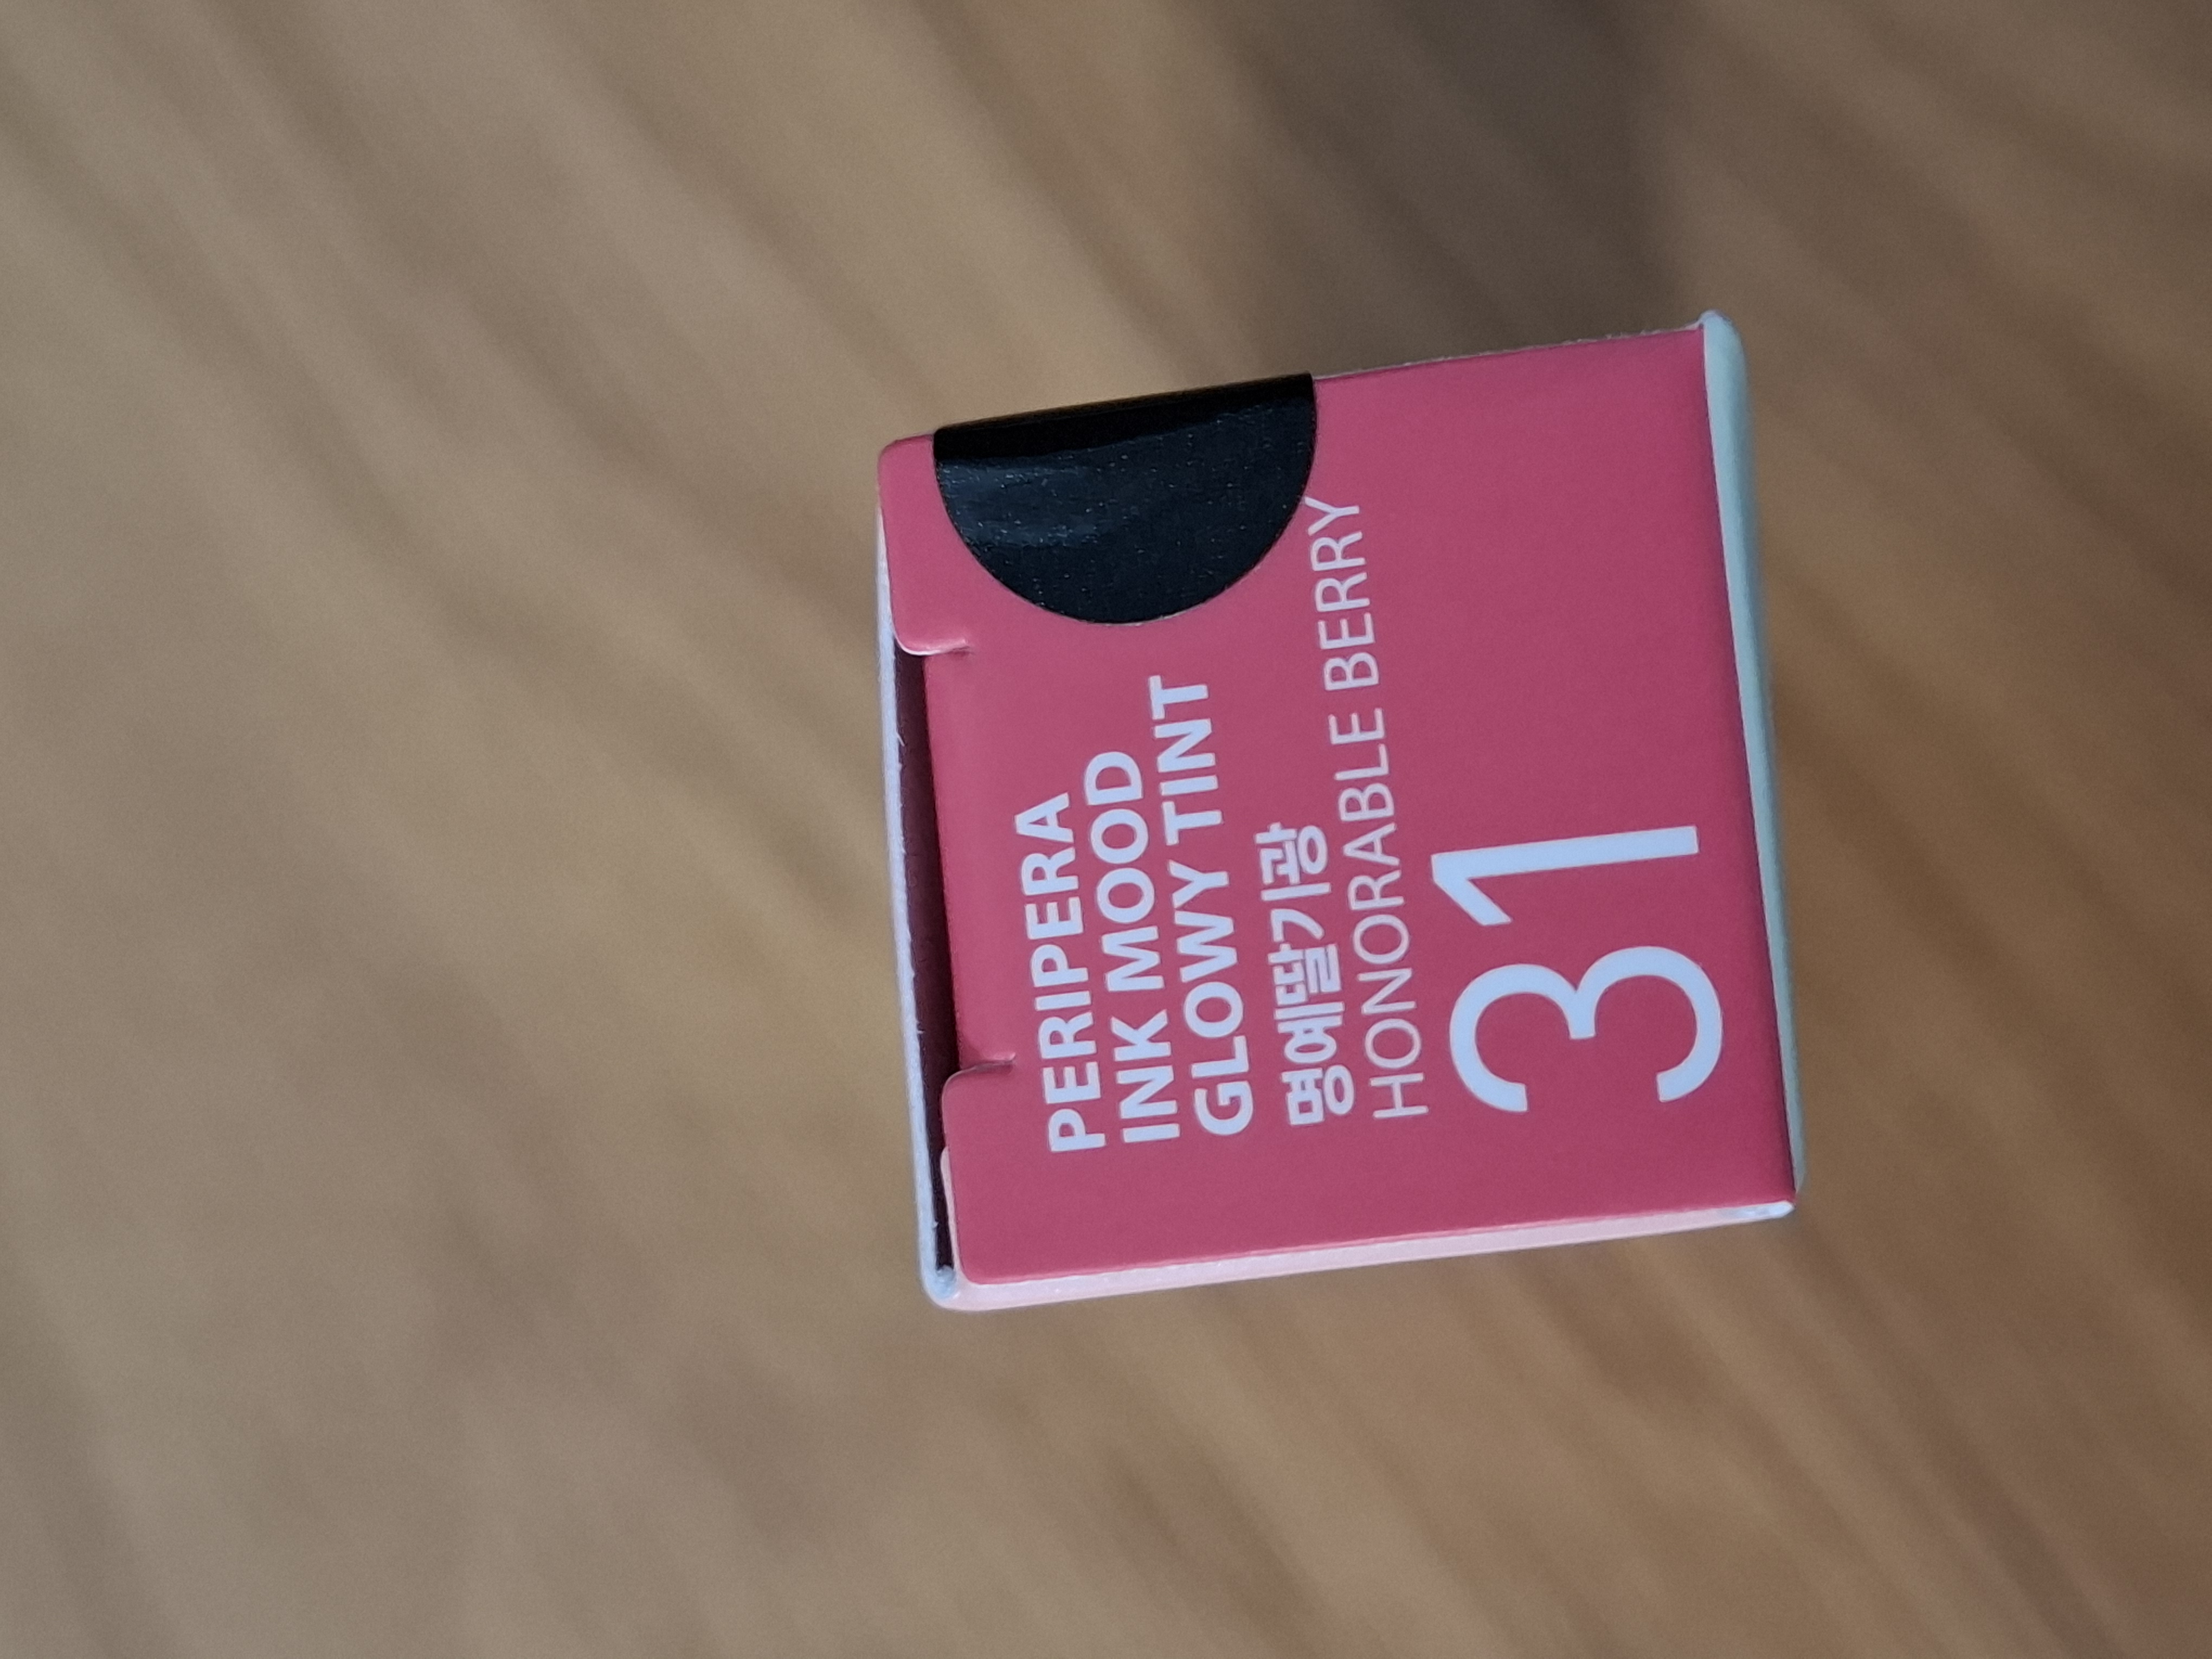 PERIPERA
INK MOOD
GLOWY TINT
명예딸기광
HONORABLE BERRY
31